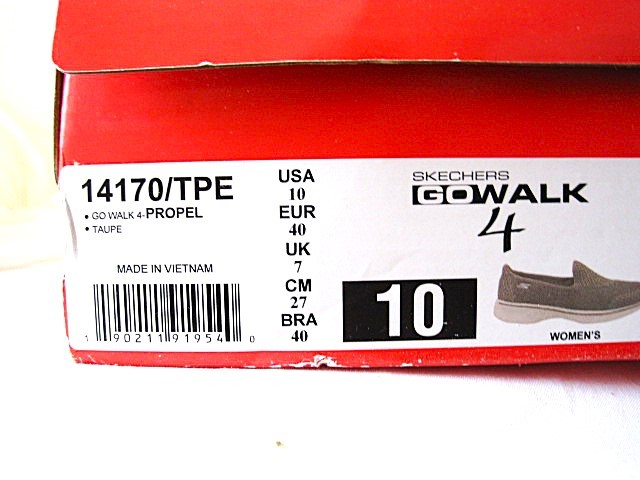 14170/TPE
• GO WALK 4-PROPEL
• TAUPE
MADE IN VIETNAM
1 90211 91954 0
USA
10
EUR
40
UK
7
CM
27
BRA
40
SKECHERS
GOWALK
4
10
WOMEN'S